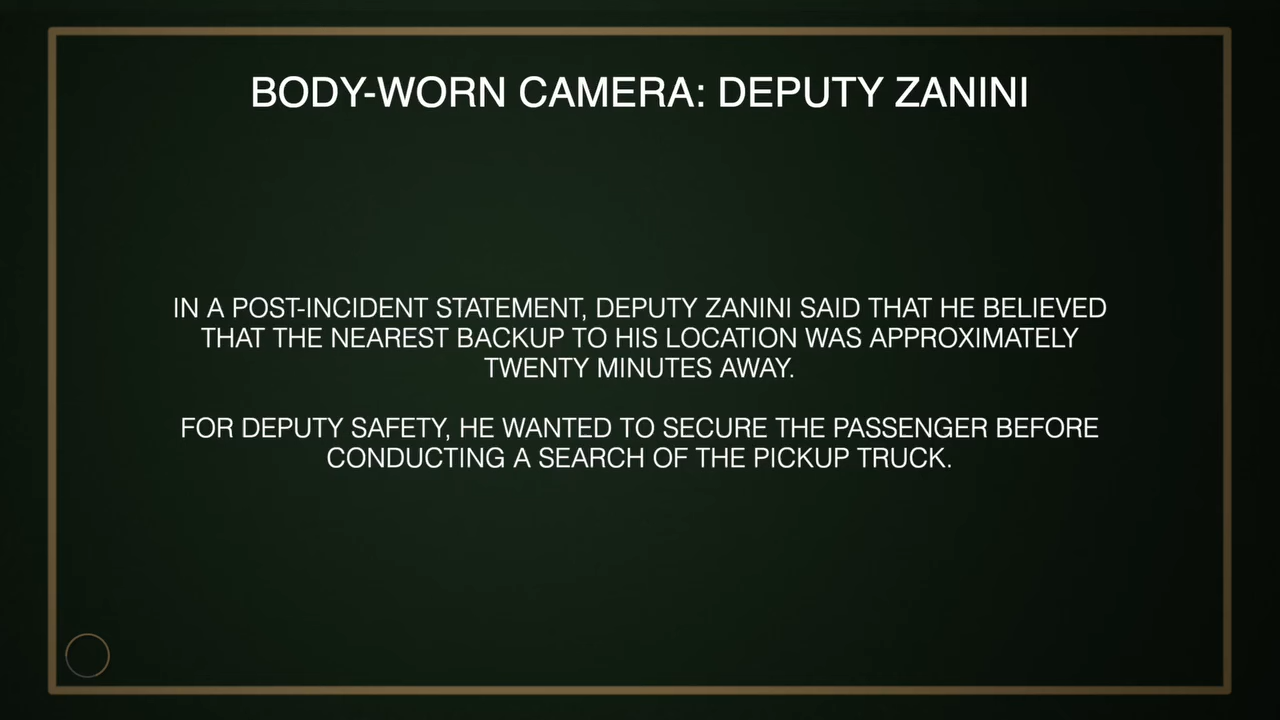 BODY-WORN CAMERA: DEPUTY ZANINI
IN A POST-INCIDENT STATEMENT, DEPUTY ZANINI SAID THAT HE BELIEVED
THAT THE NEAREST BACKUP TO HIS LOCATION WAS APPROXIMATELY
TWENTY MINUTES AWAY.
FOR DEPUTY SAFETY, HE WANTED TO SECURE THE PASSENGER BEFORE
CONDUCTING A SEARCH OF THE PICKUP TRUCK.